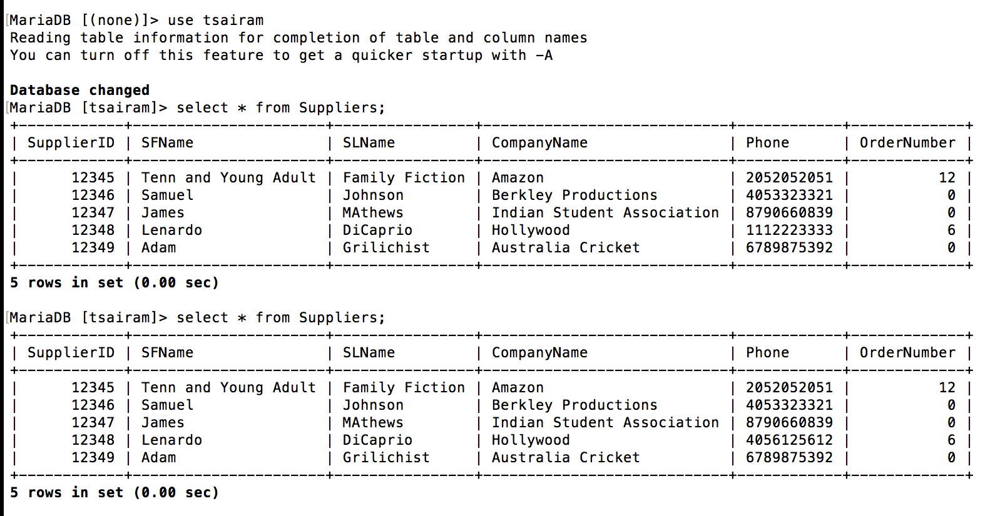 [MariaDB [(none)]> use tsairam
Reading table information for completion of table and column names
You can turn off this feature to get a quicker startup with -A
Database changed
[MariaDB [tsairam]> select * from Suppliers;
+------------+----------------------+----------------+----------------------------+------------+-------------+
| SupplierID | SFName               | SLName         | CompanyName                | Phone      | OrderNumber |
+------------+----------------------+----------------+----------------------------+------------+-------------+
|      12345 | Tenn and Young Adult | Family Fiction | Amazon                     | 2052052051 |          12 |
|      12346 | Samuel               | Johnson        | Berkley Productions        | 4053323321 |           0 |
|      12347 | James                | MAthews        | Indian Student Association | 8790660839 |           0 |
|      12348 | Lenardo              | DiCaprio       | Hollywood                  | 1112223333 |           6 |
|      12349 | Adam                 | Grilichist     | Australia Cricket          | 6789875392 |           0 |
+------------+----------------------+----------------+----------------------------+------------+-------------+
5 rows in set (0.00 sec)
[MariaDB [tsairam]> select * from Suppliers;
+------------+----------------------+----------------+----------------------------+------------+-------------+
| SupplierID | SFName               | SLName         | CompanyName                | Phone      | OrderNumber |
+------------+----------------------+----------------+----------------------------+------------+-------------+
|      12345 | Tenn and Young Adult | Family Fiction | Amazon                     | 2052052051 |          12 |
|      12346 | Samuel               | Johnson        | Berkley Productions        | 4053323321 |           0 |
|      12347 | James                | MAthews        | Indian Student Association | 8790660839 |           0 |
|      12348 | Lenardo              | DiCaprio       | Hollywood                  | 4056125612 |           6 |
|      12349 | Adam                 | Grilichist     | Australia Cricket          | 6789875392 |           0 |
+------------+----------------------+----------------+----------------------------+------------+-------------+
5 rows in set (0.00 sec)